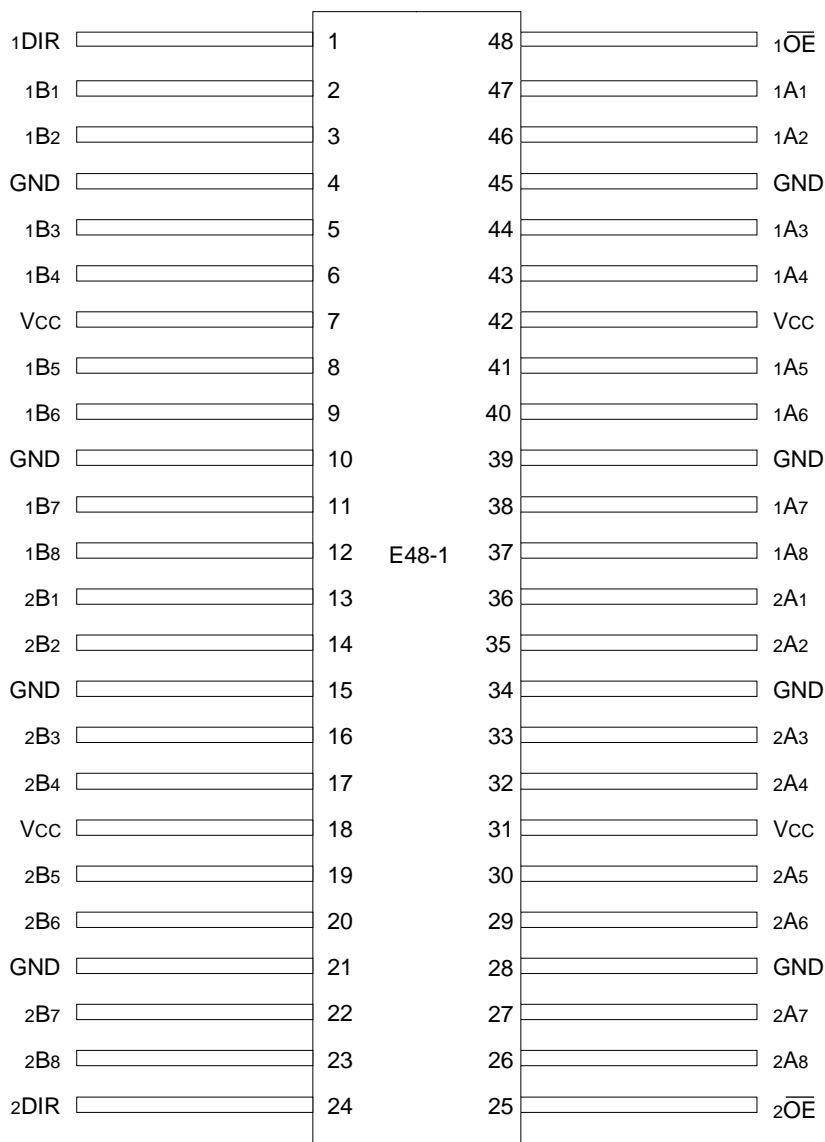 1DIR 1 48 1O̅E̅
1B1 2 47 1A1
1B2 3 46 1A2
GND 4 45 GND
1B3 5 44 1A3
1B4 6 43 1A4
VCC 7 42 VCC
1B5 8 41 1A5
1B6 9 40 1A6
GND 10 39 GND
1B7 11 38 1A7
1B8 12 E48-1 37 1A8
2B1 13 36 2A1
2B2 14 35 2A2
GND 15 34 GND
2B3 16 33 2A3
2B4 17 32 2A4
VCC 18 31 VCC
2B5 19 30 2A5
2B6 20 29 2A6
GND 21 28 GND
2B7 22 27 2A7
2B8 23 26 2A8
2DIR 24 25 2O̅E̅